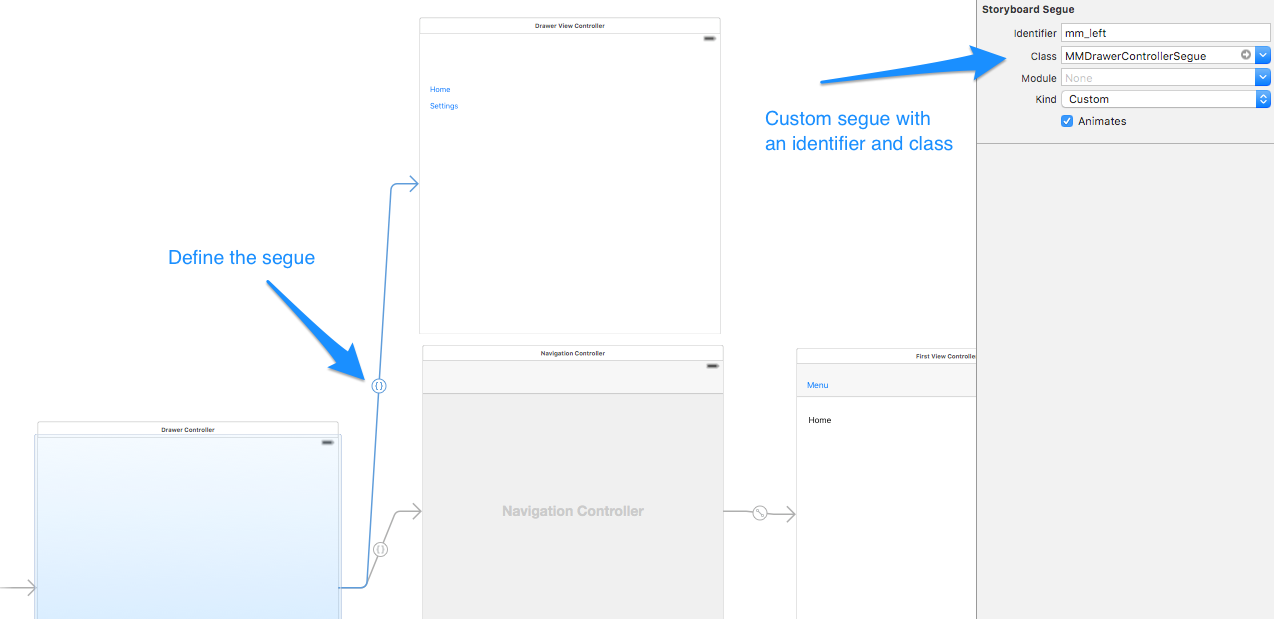 Drawer View Controller
Home
Settings
Define the segue
Custom segue with
an identifier and class
Storyboard Segue
Identifier mm_left
Class MMDrawerControllerSegue
Module None
Kind Custom
Animates
Navigation Controller
Navigation Controller
First View Controlle
Menu
Home
Drawer Controller